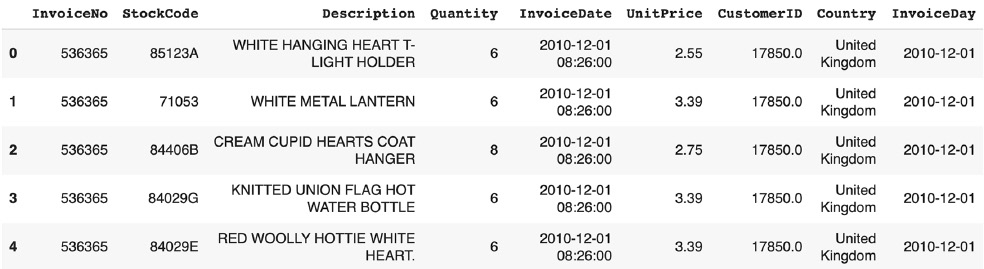 InvoiceNo StockCode Description Quantity InvoiceDate UnitPrice CustomerID Country InvoiceDay
0 536365 85123A WHITE HANGING HEART T-LIGHT HOLDER 6 2010-12-01 08:26:00 2.55 17850.0 United Kingdom 2010-12-01
1 536365 71053 WHITE METAL LANTERN 6 2010-12-01 08:26:00 3.39 17850.0 United Kingdom 2010-12-01
2 536365 84406B CREAM CUPID HEARTS COAT HANGER 8 2010-12-01 08:26:00 2.75 17850.0 United Kingdom 2010-12-01
3 536365 84029G KNITTED UNION FLAG HOT WATER BOTTLE 6 2010-12-01 08:26:00 3.39 17850.0 United Kingdom 2010-12-01
4 536365 84029E RED WOOLLY HOTTIE WHITE HEART. 6 2010-12-01 08:26:00 3.39 17850.0 United Kingdom 2010-12-01